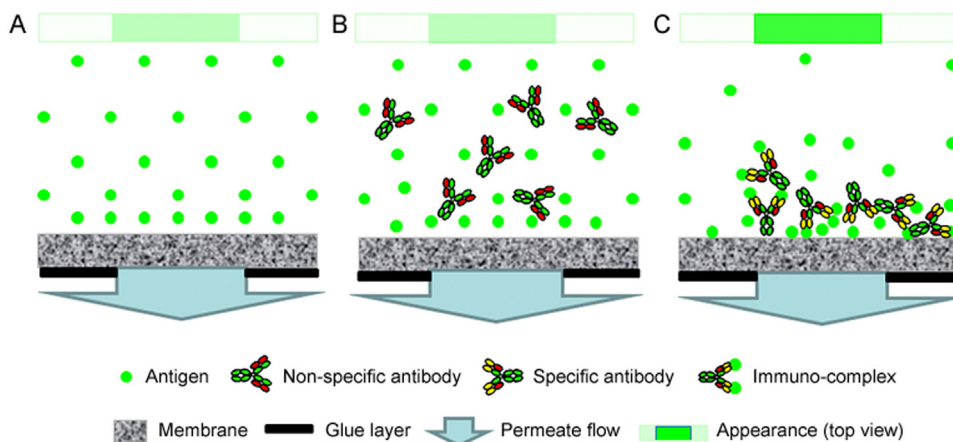 A
B
C
Antigen
Non-specific antibody
Specific antibody
Immuno-complex
Membrane
Glue layer
Permeate flow
Appearance (top view)